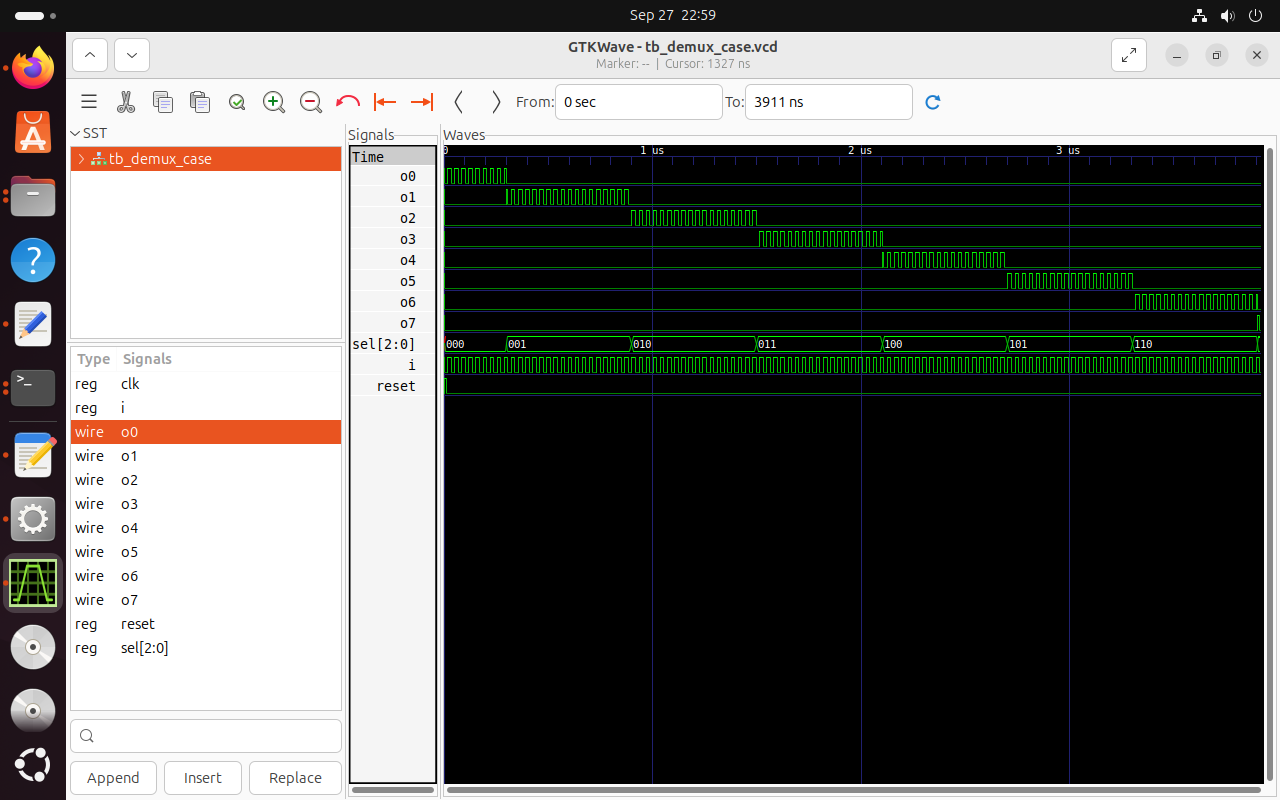 Sep 27 22:59
GTKWave - tb_demux_case.vcd
Marker: -- | Cursor: 1327 ns
From: 0 sec To: 3911 ns
SST
tb_demux_case
Type Signals
reg clk
reg i
wire o0
wire o1
wire o2
wire o3
wire o4
wire o5
wire o6
wire o7
reg reset
reg sel[2:0]
Append Insert Replace
Signals
Time
o0
o1
o2
o3
o4
o5
o6
o7
sel[2:0]
i
reset
Waves
0 1 us 2 us 3 us
000 001 010 011 100 101 110